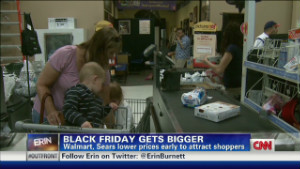 BLACK FRIDAY GETS BIGGER
ERIN
Walmart, Sears lower prices early to attract shoppers
CNN
#OUTFRONT
Follow Erin on Twitter: @ErinBurnett